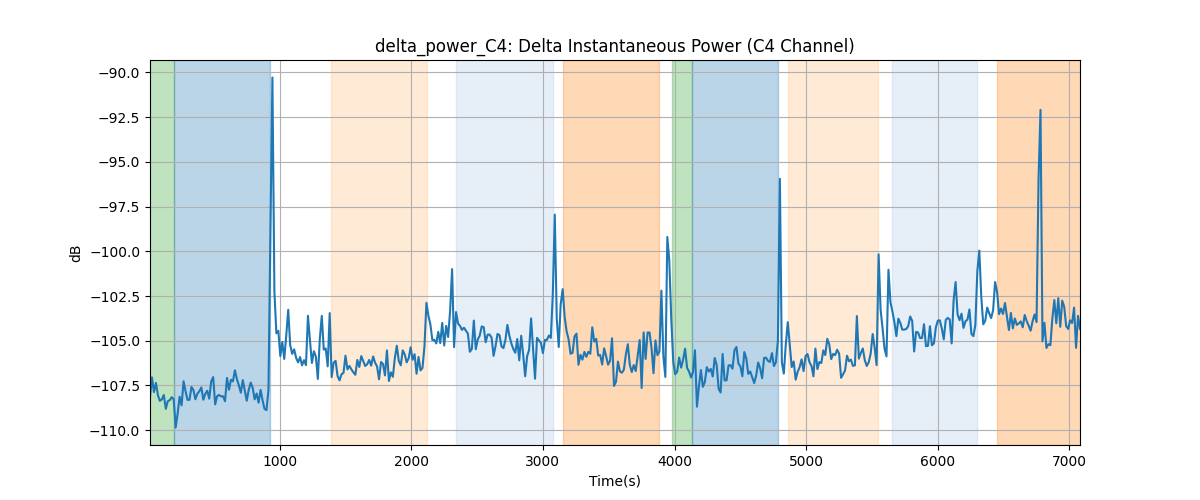 delta_power_C4: Delta Instantaneous Power (C4 Channel)
−90.0
−92.5
−95.0
−97.5
−100.0
−102.5
−105.0
−107.5
−110.0
dB
1000 2000 3000 4000 5000 6000 7000
Time(s)